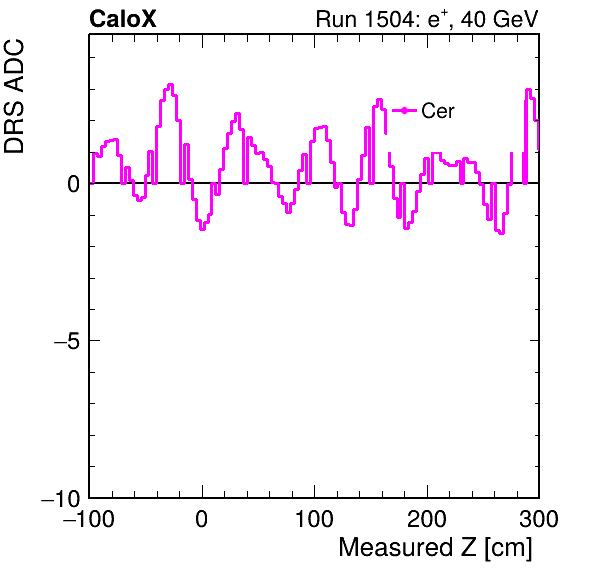 CaloX Run 1504: e⁺, 40 GeV
DRS ADC
Cer
0
−5
−10
−100 0 100 200 300
Measured Z [cm]